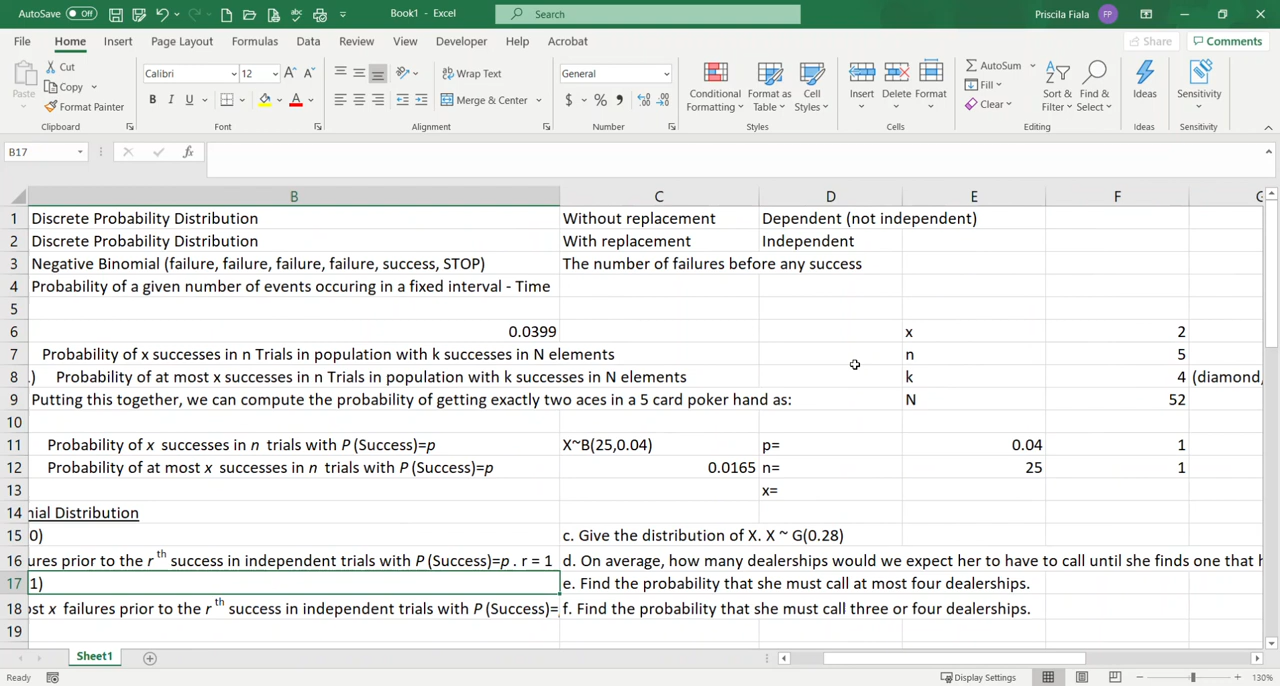 AutoSave Off Book1 - Excel Search Priscila Fiala FP
File Home Insert Page Layout Formulas Data Review View Developer Help Acrobat Share Comments
Paste Cut Copy Format Painter
Calibri 12 A A B I U A
Wrap Text Merge & Center
General $ % 9
Conditional Formatting Format as Table Cell Styles
Insert Delete Format
AutoSum Fill Clear Sort & Filter Find & Select
Ideas Sensitivity
Clipboard Font Alignment Number Styles Cells Editing Ideas Sensitivity
B17 fx
B C D E F
1 Discrete Probability Distribution Without replacement Dependent (not independent)
2 Discrete Probability Distribution With replacement Independent
3 Negative Binomial (failure, failure, failure, failure, success, STOP) The number of failures before any success
4 Probability of a given number of events occuring in a fixed interval - Time
5
6 0.0399 x 2
7 Probability of x successes in n Trials in population with k successes in N elements n 5
8 .) Probability of at most x successes in n Trials in population with k successes in N elements k 4 (diamond,
9 Putting this together, we can compute the probability of getting exactly two aces in a 5 card poker hand as: N 52
10
11 Probability of x successes in n trials with P (Success)=p X~B(25,0.04) p= 0.04 1
12 Probability of at most x successes in n trials with P (Success)=p 0.0165 n= 25 1
13 x=
14 nial Distribution
15 0) c. Give the distribution of X. X ~ G(0.28)
16 ures prior to the r th success in independent trials with P (Success)=p . r = 1 d. On average, how many dealerships would we expect her to have to call until she finds one that h
17 1) e. Find the probability that she must call at most four dealerships.
18 ost x failures prior to the r th success in independent trials with P (Success)= f. Find the probability that she must call three or four dealerships.
19
Sheet1
Ready Display Settings 130%